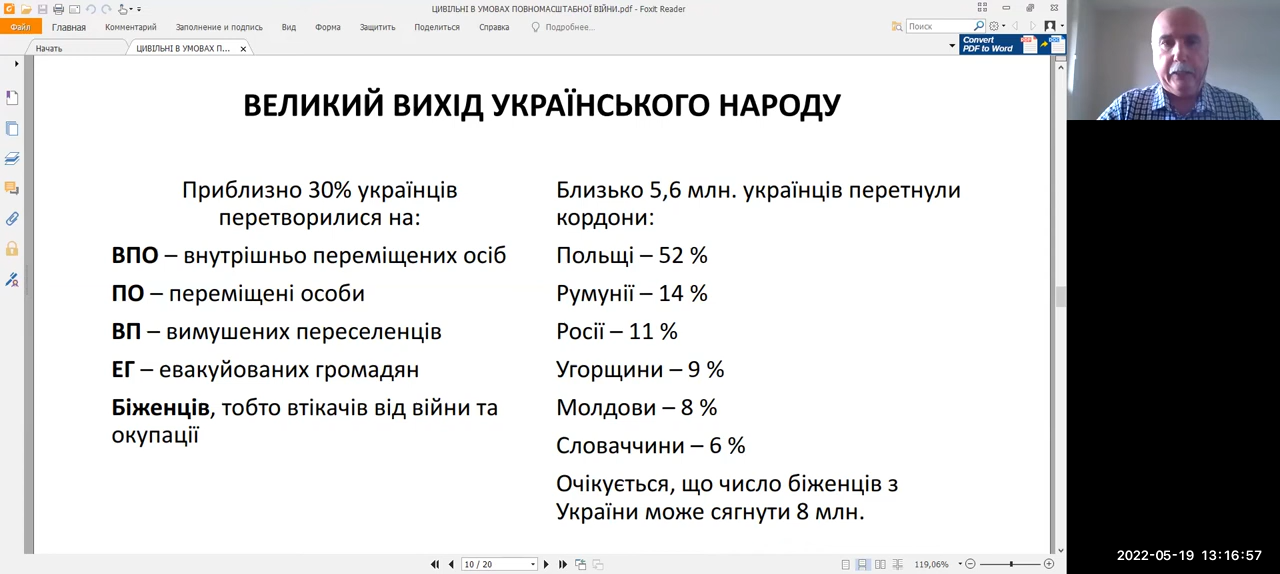 ЦИВІЛЬНІ В УМОВАХ ПОВНОМАСШТАБНОЇ ВІЙНИ.pdf - Foxit Reader
Файл Главная Комментарий Заполнение и подпись Вид Форма Защитить Поделиться Справка Подробнее... Поиск
Начать ЦИВІЛЬНІ В УМОВАХ П...
Convert
PDF to Word
ВЕЛИКИЙ ВИХІД УКРАЇНСЬКОГО НАРОДУ
Приблизно 30% українців
перетворилися на:
ВПО – внутрішньо переміщених осіб
ПО – переміщені особи
ВП – вимушених переселенців
ЕГ – евакуйованих громадян
Біженців, тобто втікачів від війни та
окупації
Близько 5,6 млн. українців перетнули
кордони:
Польщі – 52 %
Румунії – 14 %
Росії – 11 %
Угорщини – 9 %
Молдови – 8 %
Словаччини – 6 %
Очікується, що число біженців з
України може сягнути 8 млн.
10 / 20
119,06%
2022-05-19 13:16:57